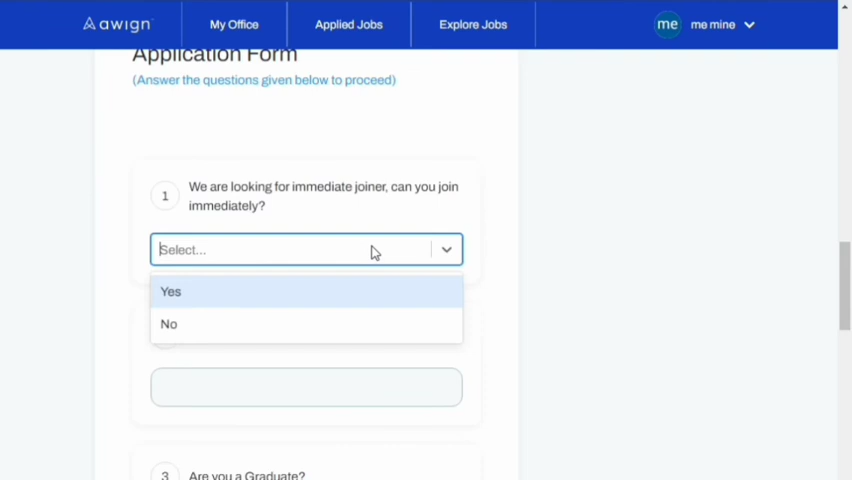 awign
My Office
Applied Jobs
Explore Jobs
me
me mine
Application Form
(Answer the questions given below to proceed)
1
We are looking for immediate joiner, can you join
immediately?
Select...
Yes
No
3
Are you a Graduate?